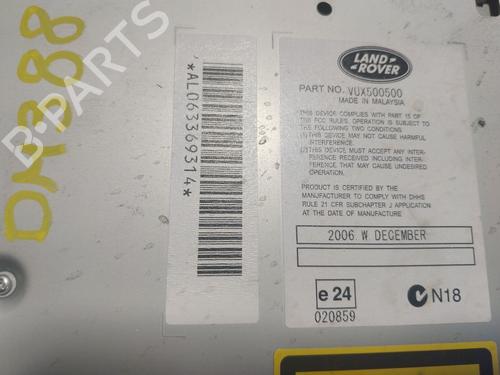 DM388
B-PARTS
*AL063369314*
LAND-
ROVER
PART NO. VUX500500
MADE IN MALAYSIA
THIS DEVICE COMPLIES WITH PART 15 OF
THE FCC RULES. OPERATION IS SUBJECT TO
THE FOLLOWING TWO CONDITIONS
(1)THIS DEVICE MAY NOT CAUSE HARMFUL
INTERFERENCE
(2)THIS DEVICE MUST ACCEPT ANY INTER-
FERENCE RECEIVED, INCLUDING INTER-
FERENCE THAT MAY CAUSE UNDESIRED
OPERATION.
PRODUCT IS CERTIFIED BY THE
MANUFACTURER TO COMPLY WITH DHHS
RULE 21 CFR SUBCHAPTER J APPLICATION
AT THE DATE OF MANUFACTURE
2006 W DECEMBER
e 24
020859
N18